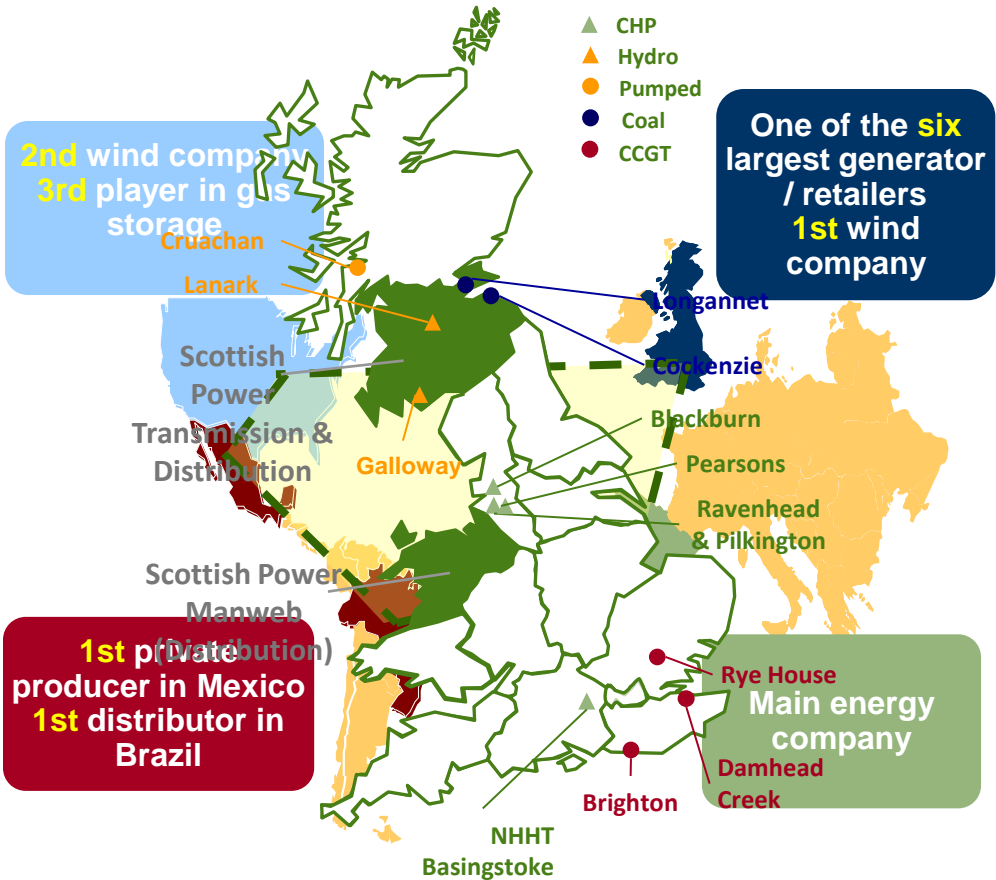 CHP
Hydro
Pumped
Coal
CCGT
2nd wind company
3rd player in gas
storage
One of the six
largest generator
/ retailers
1st wind
company
Cruachan
Lanark
Longannet
Scottish
Power
Transmission &
Distribution
Cockenzie
Blackburn
Galloway
Pearsons
Ravenhead
& Pilkington
Scottish Power
Manweb
(Distribution)
1st private
producer in Mexico
1st distributor in
Brazil
Rye House
Main energy
company
Damhead
Creek
Brighton
NHHT
Basingstoke